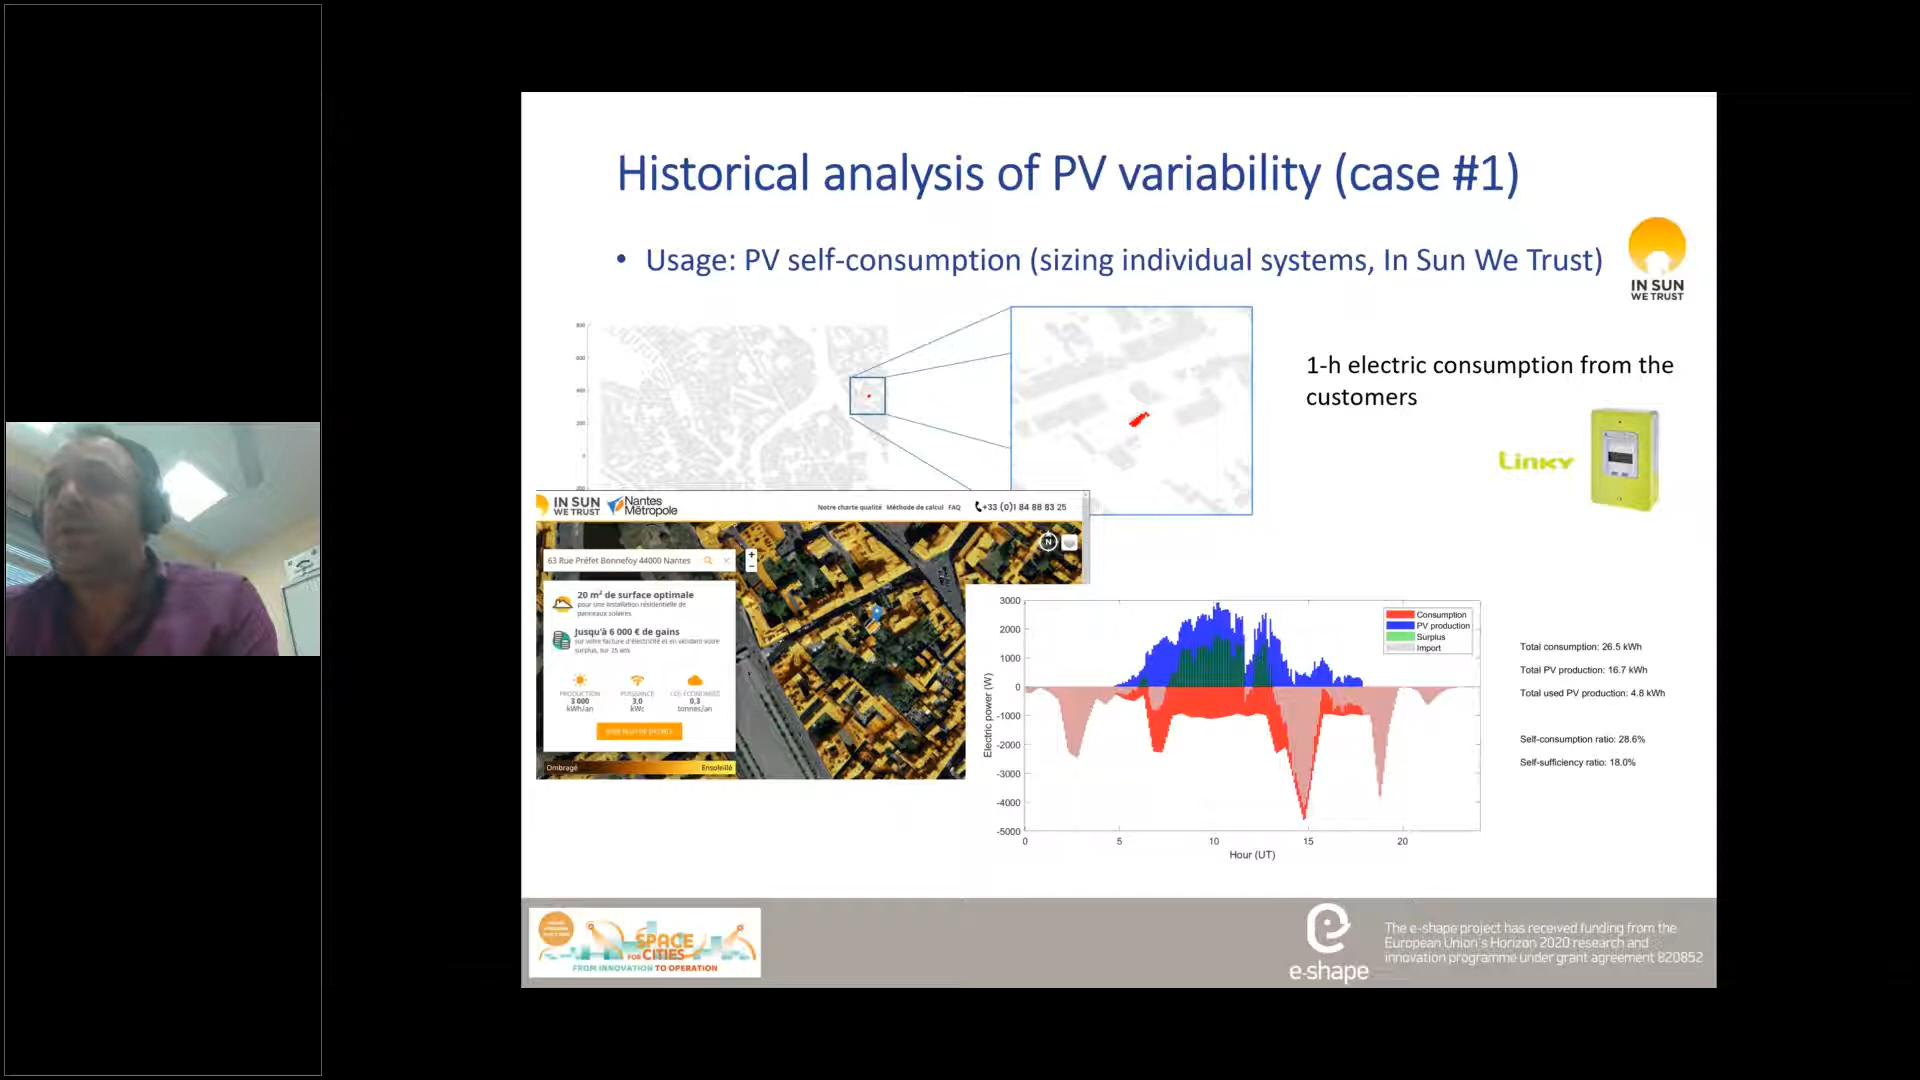 Historical analysis of PV variability (case #1)
• Usage: PV self-consumption (sizing individual systems, In Sun We Trust)
IN SUN
WE TRUST
800
600
400
200
0
200
1-h electric consumption from the
customers
Linky
IN SUN
WE TRUST
Nantes
Métropole
Notre charte qualité Méthode de calcul FAQ +33 (0)1 84 88 83 25
63 Rue Préfet Bonnefoy 44000 Nantes
+
−
N
20 m² de surface optimale
pour une installation résidentielle de
panneaux solaires
Jusqu'à 6 000 € de gains
sur votre facture d'électricité et en vendant votre
surplus, sur 25 ans
PRODUCTION
3 000
kWh/an
PUISSANCE
3,0
kWc
CO2 ÉCONOMISÉ
0,3
tonnes/an
Ombragé Ensoleillé
3000
2000
1000
0
-1000
-2000
-3000
-4000
-5000
Electric power (W)
0 5 10 15 20
Hour (UT)
Consumption
PV production
Surplus
Import
Total consumption: 26.5 kWh
Total PV production: 16.7 kWh
Total used PV production: 4.8 kWh
Self-consumption ratio: 28.6%
Self-sufficiency ratio: 18.0%
SPACE
FOR CITIES
FROM INNOVATION TO OPERATION
e-shape
The e-shape project has received funding from the
European Union's Horizon 2020 research and
innovation programme under grant agreement 820852